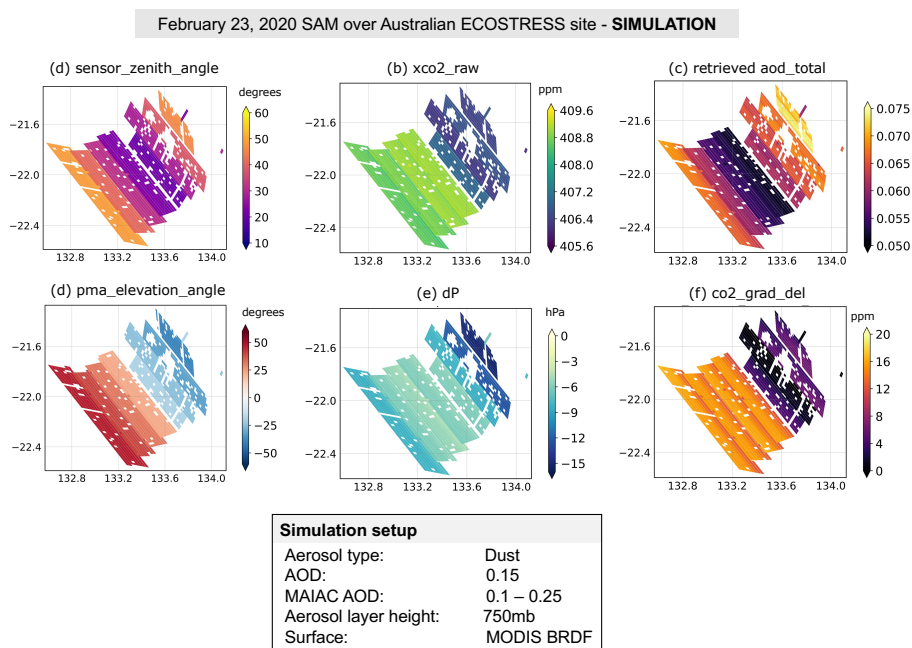 February 23, 2020 SAM over Australian ECOSTRESS site - SIMULATION
(d) sensor_zenith_angle
degrees
60
50
40
30
20
10
−21.6
−22.0
−22.4
132.8 133.2 133.6 134.0
(b) xco2_raw
ppm
409.6
408.8
408.0
407.2
406.4
405.6
−21.6
−22.0
−22.4
132.8 133.2 133.6 134.0
(c) retrieved aod_total
0.075
0.070
0.065
0.060
0.055
0.050
−21.6
−22.0
−22.4
132.8 133.2 133.6 134.0
(d) pma_elevation_angle
degrees
50
25
0
−25
−50
−21.6
−22.0
−22.4
132.8 133.2 133.6 134.0
(e) dP
hPa
0
−3
−6
−9
−12
−15
−21.6
−22.0
−22.4
132.8 133.2 133.6 134.0
(f) co2_grad_del
ppm
20
16
12
8
4
0
−21.6
−22.0
−22.4
132.8 133.2 133.6 134.0
Simulation setup
Aerosol type: Dust
AOD: 0.15
MAIAC AOD: 0.1 – 0.25
Aerosol layer height: 750mb
Surface: MODIS BRDF